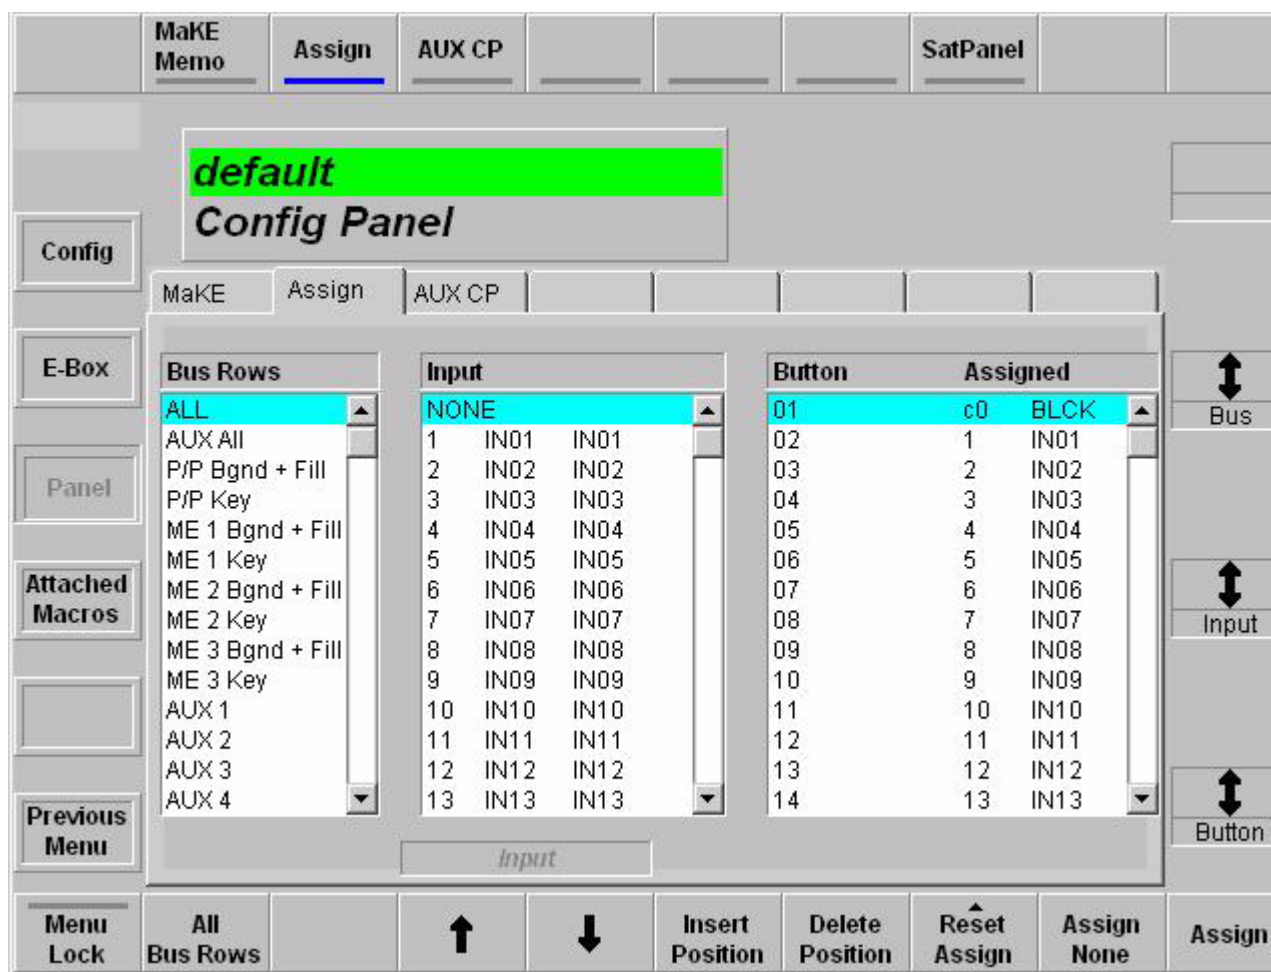 MaKE Memo Assign AUX CP SatPanel
default
Config Panel
Config
MaKE Assign AUX CP
E-Box
Panel
Attached Macros
Previous Menu
Bus Rows
ALL
AUX All
P/P Bgnd + Fill
P/P Key
ME 1 Bgnd + Fill
ME 1 Key
ME 2 Bgnd + Fill
ME 2 Key
ME 3 Bgnd + Fill
ME 3 Key
AUX 1
AUX 2
AUX 3
AUX 4
Input
NONE
1 IN01 IN01
2 IN02 IN02
3 IN03 IN03
4 IN04 IN04
5 IN05 IN05
6 IN06 IN06
7 IN07 IN07
8 IN08 IN08
9 IN09 IN09
10 IN10 IN10
11 IN11 IN11
12 IN12 IN12
13 IN13 IN13
Input
Button Assigned
01 c0 BLCK
02 1 IN01
03 2 IN02
04 3 IN03
05 4 IN04
06 5 IN05
07 6 IN06
08 7 IN07
09 8 IN08
10 9 IN09
11 10 IN10
12 11 IN11
13 12 IN12
14 13 IN13
Bus
Input
Button
Menu Lock
All Bus Rows
Insert Position
Delete Position
Reset Assign
Assign None
Assign